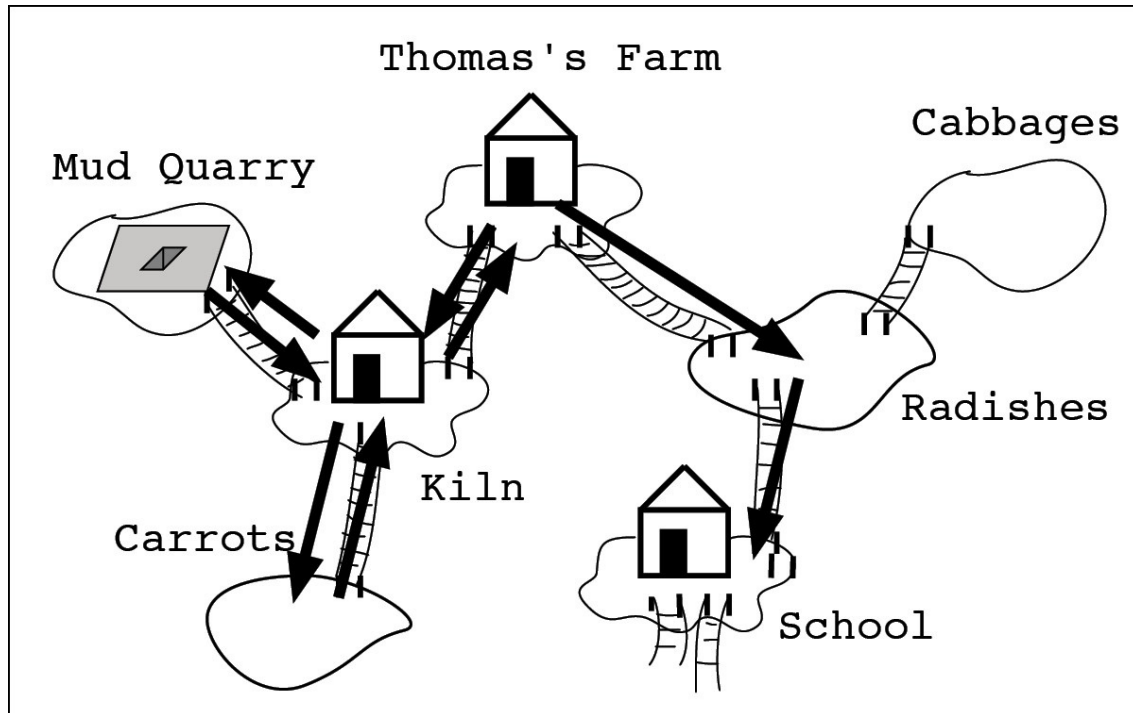 Thomas's Farm
Cabbages
Mud Quarry
Radishes
Kiln
Carrots
School